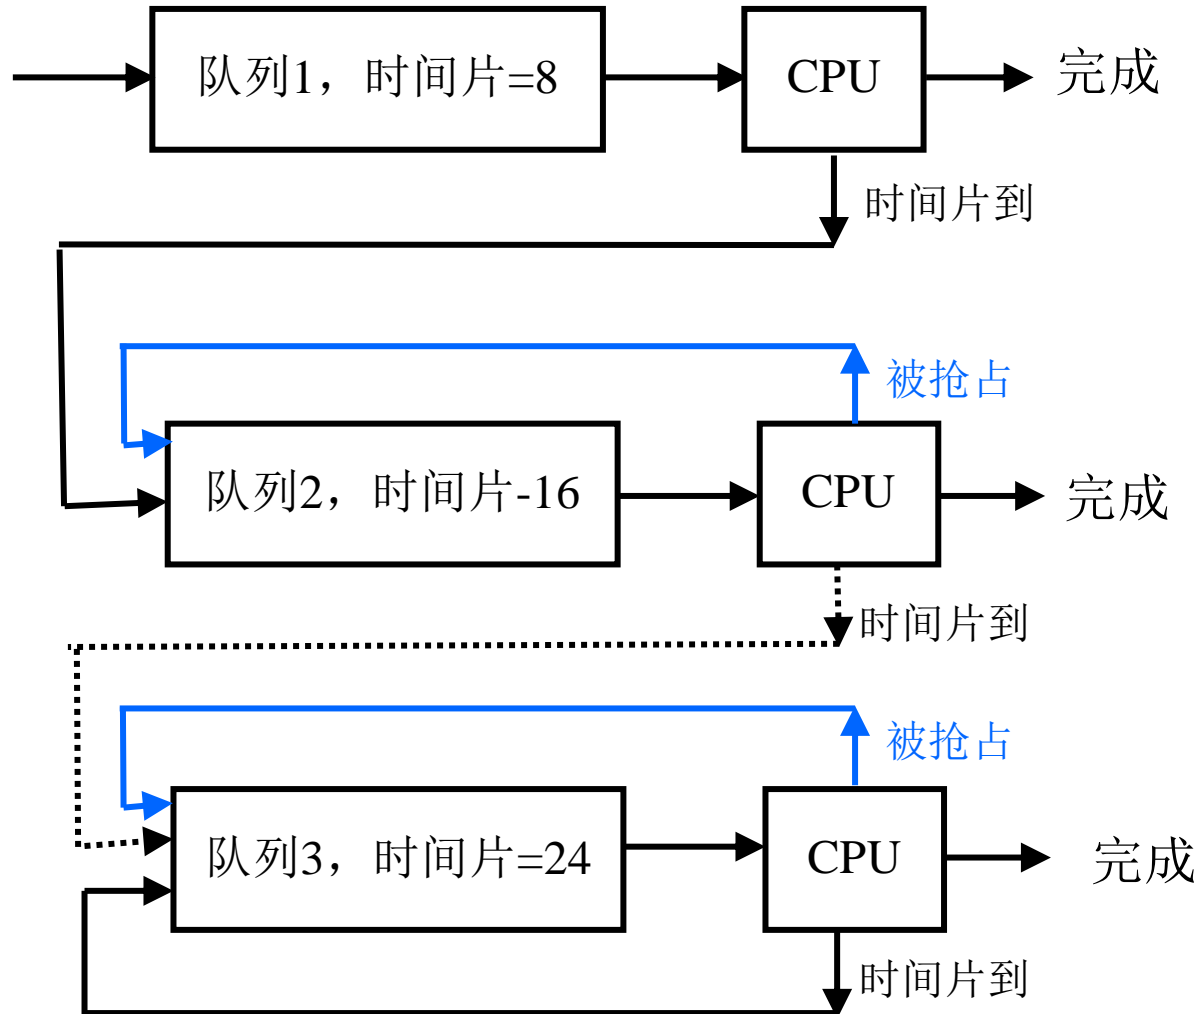 队列1，时间片=8
CPU
完成
时间片到
被抢占
队列2，时间片-16
CPU
完成
时间片到
被抢占
队列3，时间片=24
CPU
完成
时间片到